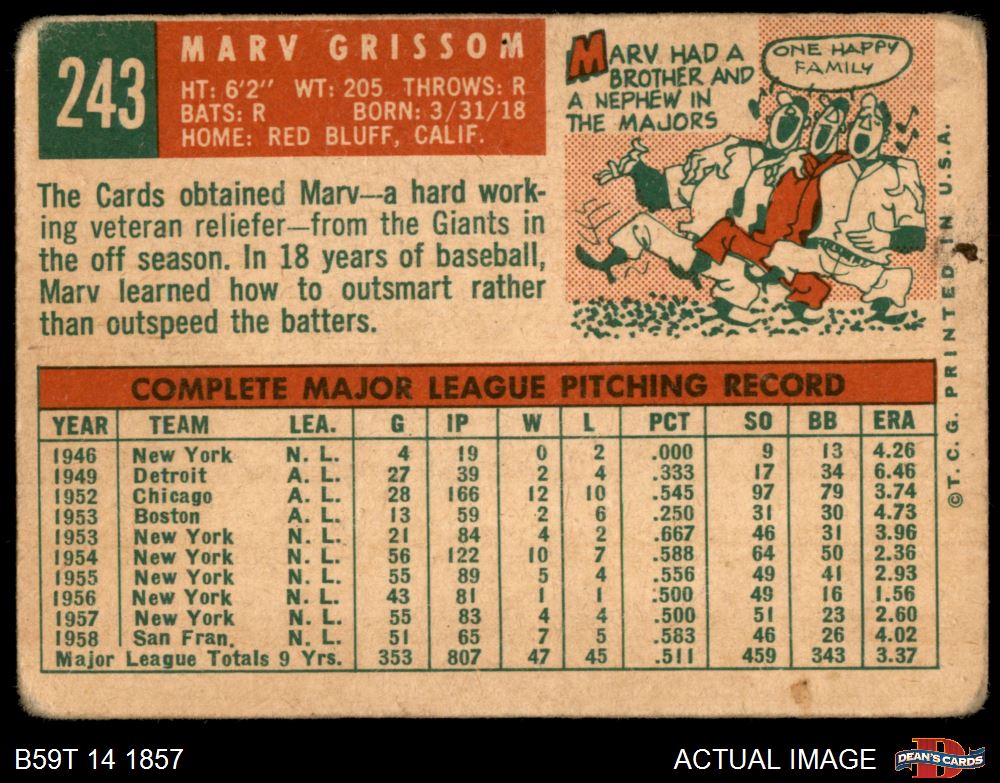 243
MARV GRISSOM
HT: 6'2" WT: 205 THROWS: R
BATS: R BORN: 3/31/18
HOME: RED BLUFF, CALIF.
MARV HAD A
BROTHER AND
A NEPHEW IN
THE MAJORS
ONE HAPPY
FAMILY
The Cards obtained Marv—a hard work-
ing veteran reliefer—from the Giants in
the off season. In 18 years of baseball,
Marv learned how to outsmart rather
than outspeed the batters.
©T.C.G. PRINTED IN U.S.A.
COMPLETE MAJOR LEAGUE PITCHING RECORD
YEAR TEAM LEA. G IP W L PCT SO BB ERA
1946 New York N. L. 4 19 0 2 .000 9 13 4.26
1949 Detroit A. L. 27 39 2 4 .333 17 34 6.46
1952 Chicago A. L. 28 166 12 10 .545 97 79 3.74
1953 Boston A. L. 13 59 2 6 .250 31 30 4.73
1953 New York N. L. 21 84 4 2 .667 46 31 3.96
1954 New York N. L. 56 122 10 7 .588 64 50 2.36
1955 New York N. L. 55 89 5 4 .556 49 41 2.93
1956 New York N. L. 43 81 1 1 .500 49 16 1.56
1957 New York N. L. 55 83 4 4 .500 51 23 2.60
1958 San Fran. N. L. 51 65 7 5 .583 46 26 4.02
Major League Totals 9 Yrs. 353 807 47 45 .511 459 343 3.37
B59T 14 1857
ACTUAL IMAGE
D
DEAN'S CARDS